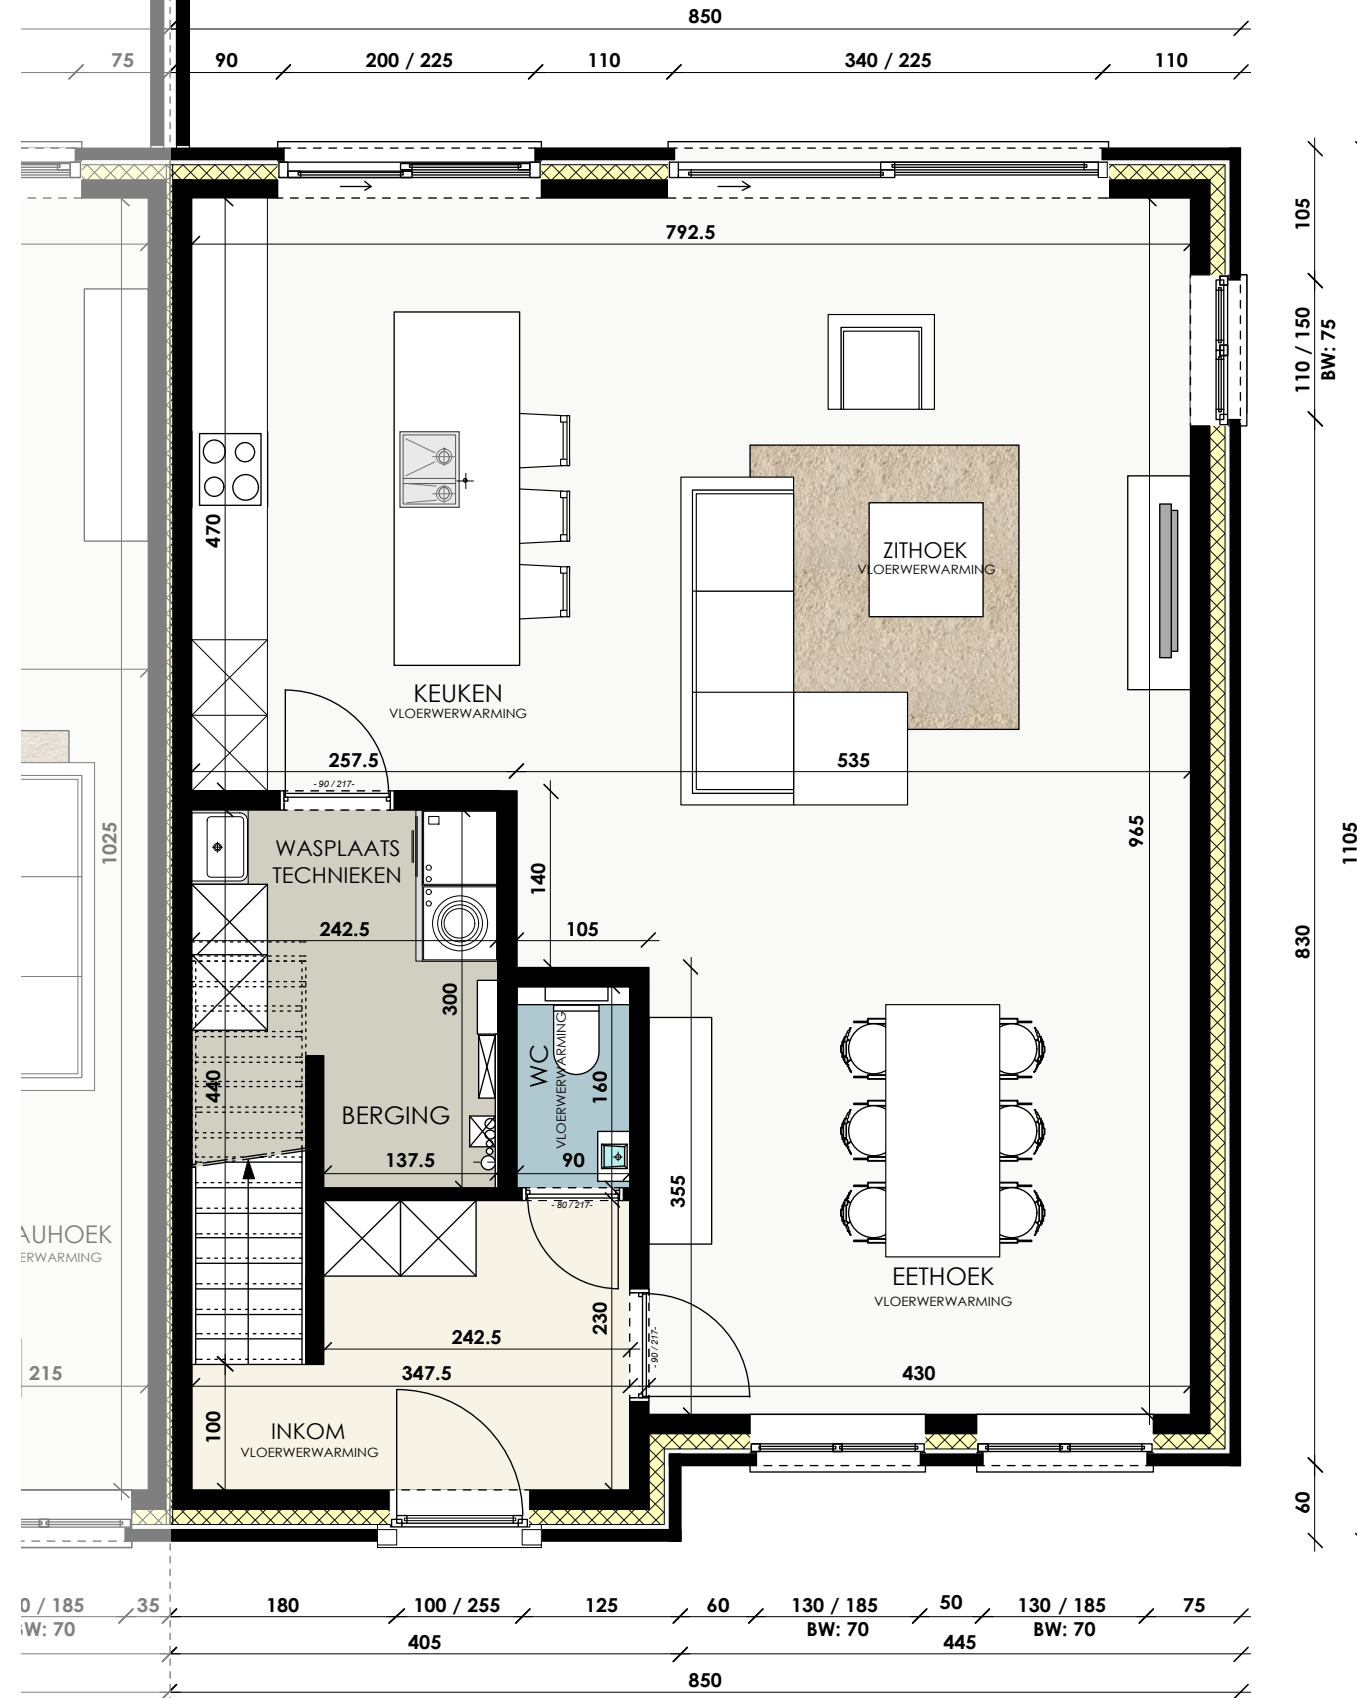 850
75
90
200 / 225
110
340 / 225
110
792.5
105
110 / 150
BW: 75
470
ZITHOEK
VLOERWERWARMING
KEUKEN
VLOERWERWARMING
257.5
535
- 90 / 217-
1025
WASPLAATS
TECHNIEKEN
140
965
1105
242.5
105
830
300
WC
VLOERWERWARMING
160
440
BERGING
137.5
90
355
- 80 / 217-
AUHOEK
ERWARMING
EETHOEK
VLOERWERWARMING
230
242.5
- 90 / 217-
215
347.5
430
100
INKOM
VLOERWERWARMING
60
0 / 185
W: 70
35
180
100 / 255
125
60
130 / 185
BW: 70
50
130 / 185
BW: 70
75
405
445
850